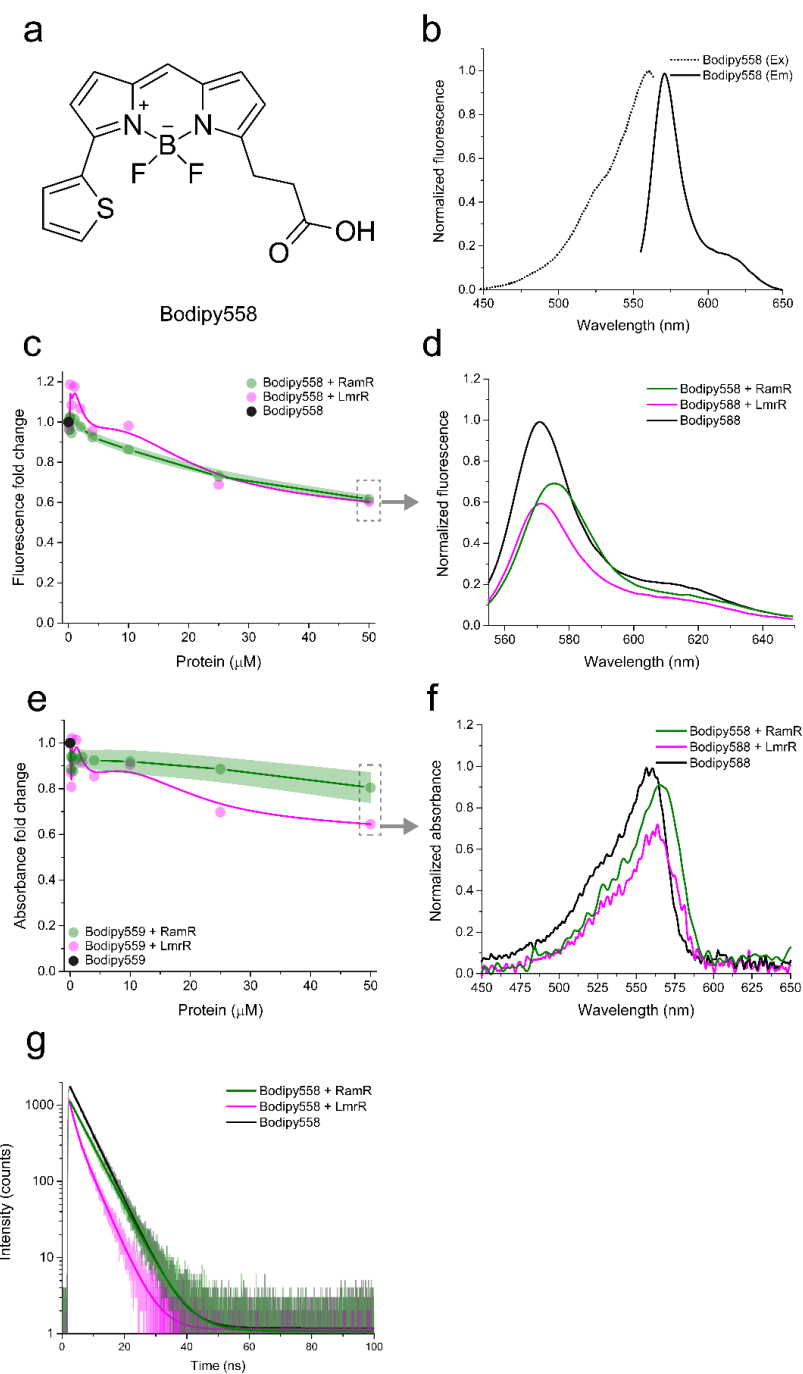 a
N
+
N
B
−
F
F
S
O
OH
Bodipy558
b
Bodipy558 (Ex)
Bodipy558 (Em)
1.0
0.8
0.6
0.4
0.2
0.0
450
500
550
600
650
Normalized fluorescence
Wavelength (nm)
c
Bodipy558 + RamR
Bodipy558 + LmrR
Bodipy558
1.2
1.0
0.8
0.6
0.4
0.2
0.0
0
10
20
30
40
50
Fluorescence fold change
Protein (μM)
d
Bodipy558 + RamR
Bodipy588 + LmrR
Bodipy588
1.2
1.0
0.8
0.6
0.4
0.2
0.0
560
580
600
620
640
Normalized fluorescence
Wavelength (nm)
e
Bodipy559 + RamR
Bodipy559 + LmrR
Bodipy559
1.0
0.8
0.6
0.4
0.2
0.0
0
10
20
30
40
50
Absorbance fold change
Protein (μM)
f
Bodipy558 + RamR
Bodipy588 + LmrR
Bodipy588
1.2
1.0
0.8
0.6
0.4
0.2
0.0
450
475
500
525
550
575
600
625
650
Normalized absorbance
Wavelength (nm)
g
Bodipy558 + RamR
Bodipy558 + LmrR
Bodipy558
1000
100
10
1
0
20
40
60
80
100
Intensity (counts)
Time (ns)